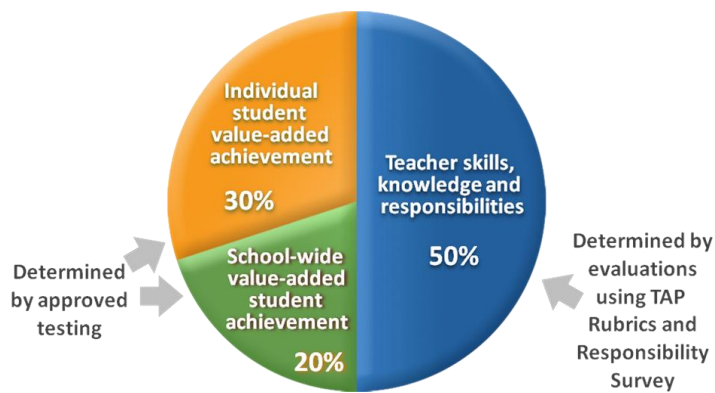 Individual
student
value-added
achievement
30%
Teacher skills,
knowledge and
responsibilities
50%
School-wide
value-added
student
achievement
20%
Determined
by approved
testing
Determined by
evaluations
using TAP
Rubrics and
Responsibility
Survey